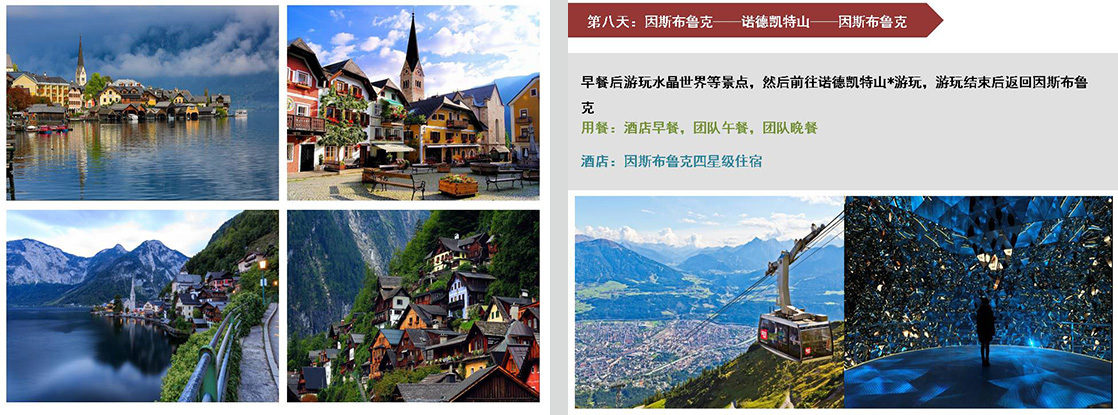 第八天：因斯布鲁克——诺德凯特山——因斯布鲁克
早餐后游玩水晶世界等景点，然后前往诺德凯特山*游玩，游玩结束后返回因斯布鲁
克
用餐：酒店早餐，团队午餐，团队晚餐
酒店：因斯布鲁克四星级住宿